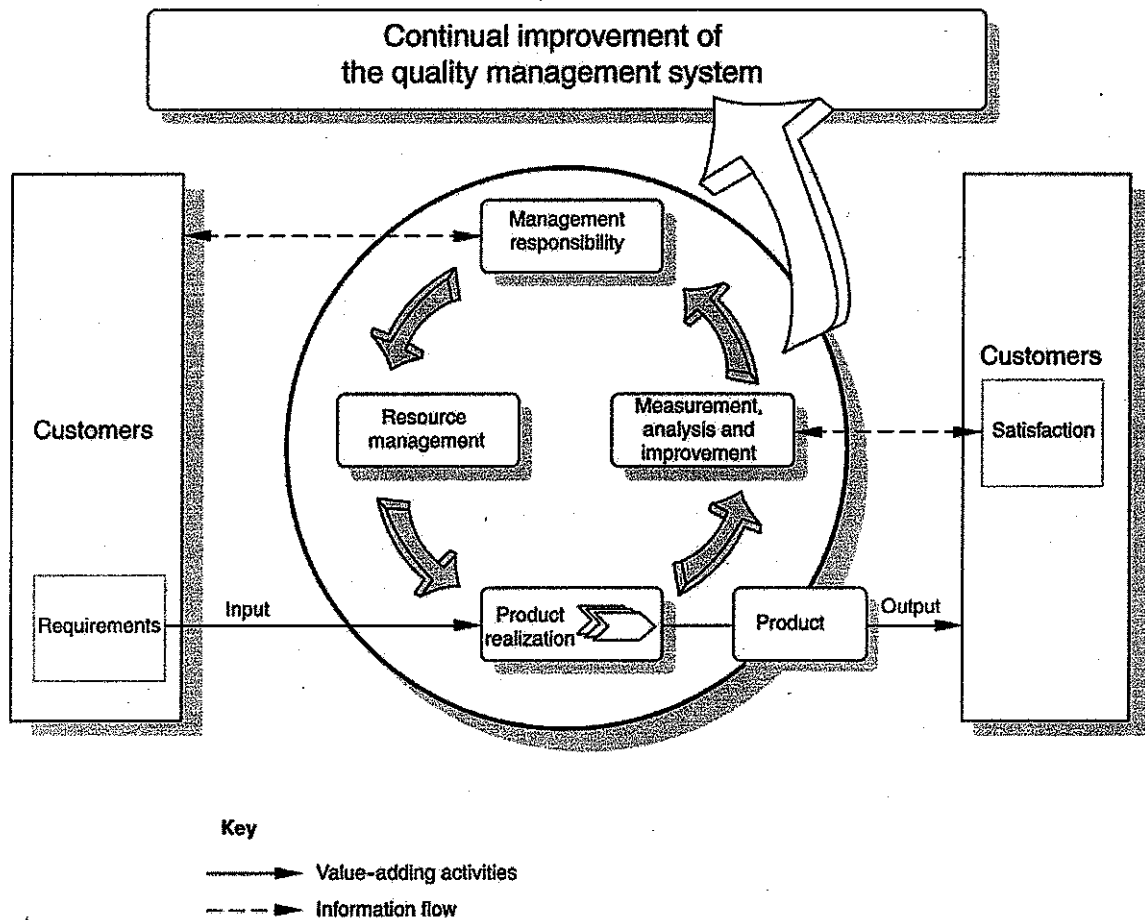 Continual improvement of
the quality management system
Management
responsibility
Customers
Resource
management
Measurement,
analysis and
improvement
Customers
Satisfaction
Requirements
Input
Product
realization
Product
Output
Key
Value-adding activities
Information flow